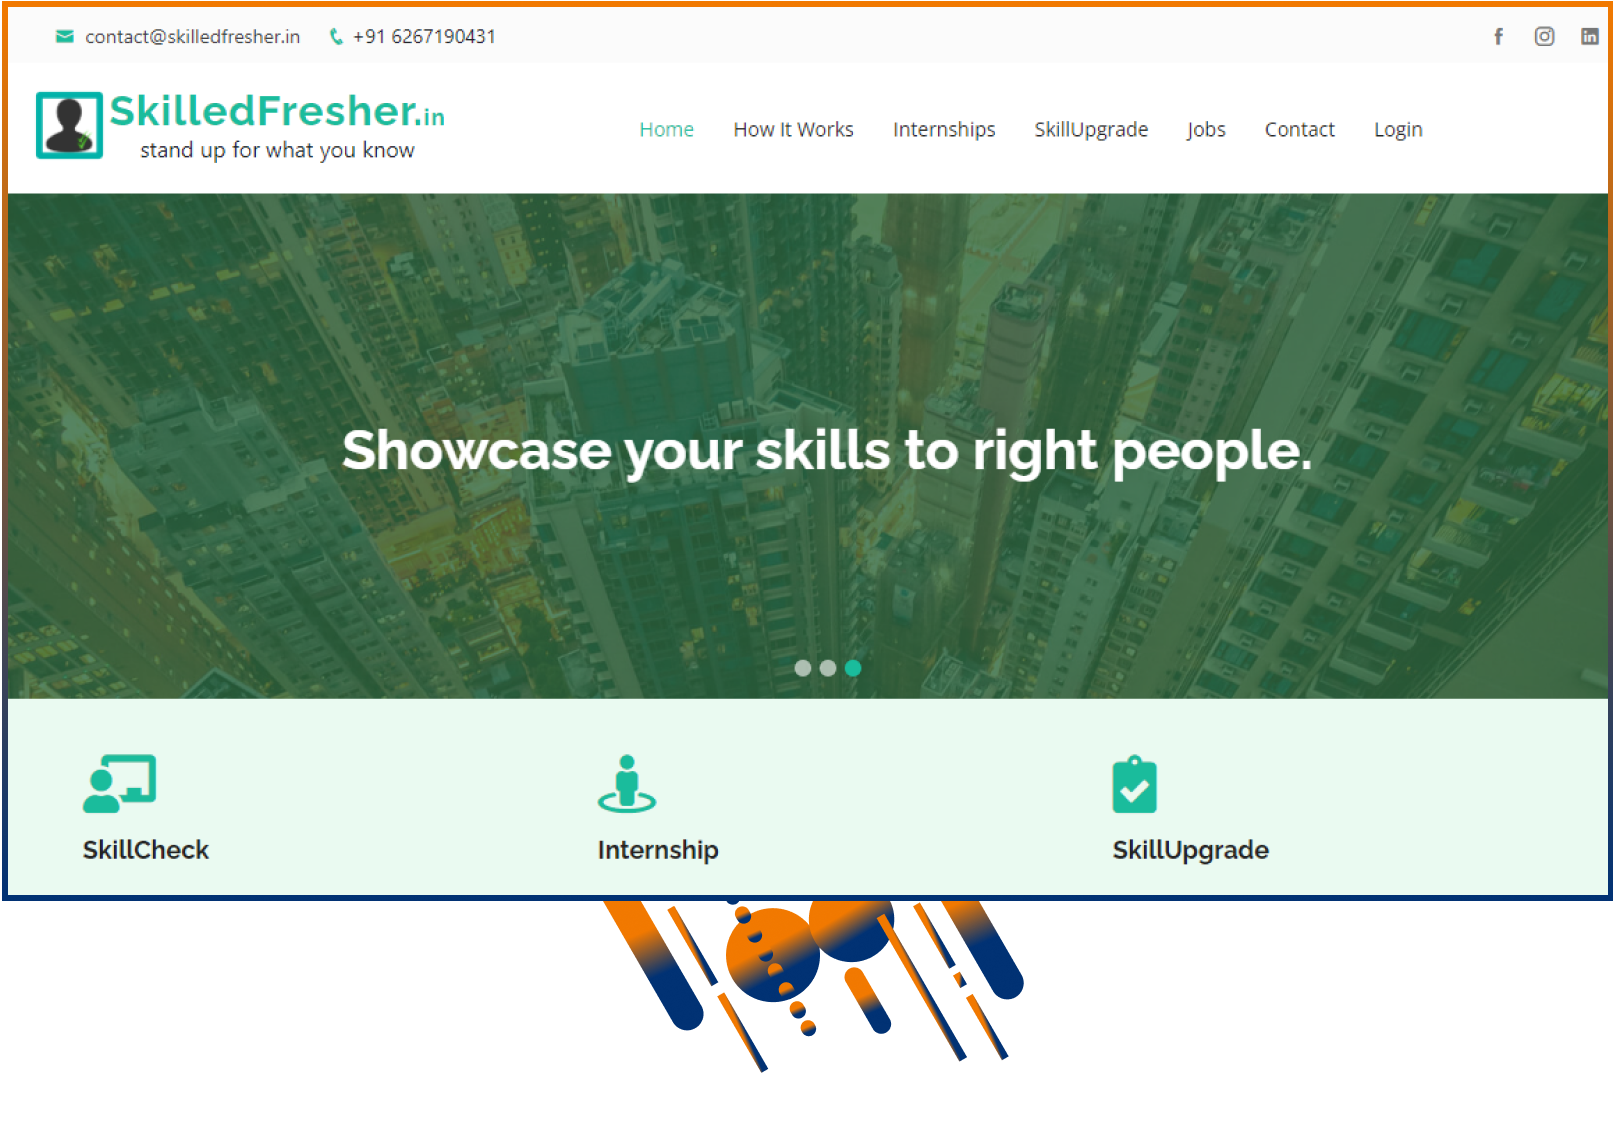 contact@skilledfresher.in +91 6267190431
SkilledFresher.in
stand up for what you know
Home How It Works Internships SkillUpgrade Jobs Contact Login
Showcase your skills to right people.
SkillCheck Internship SkillUpgrade